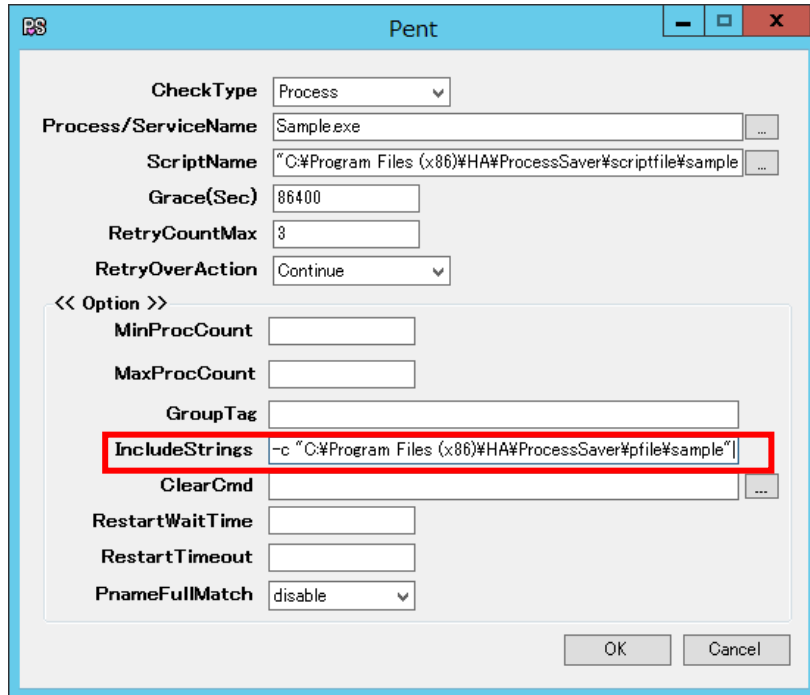 PS
Pent
CheckType Process
Process/ServiceName Sample.exe ...
ScriptName "C:¥Program Files (x86)¥HA¥ProcessSaver¥scriptfile¥sample ...
Grace(Sec) 86400
RetryCountMax 3
RetryOverAction Continue
<< Option >>
MinProcCount
MaxProcCount
GroupTag
IncludeStrings -c "C:¥Program Files (x86)¥HA¥ProcessSaver¥pfile¥sample"
ClearCmd ...
RestartWaitTime
RestartTimeout
PnameFullMatch disable
OK Cancel